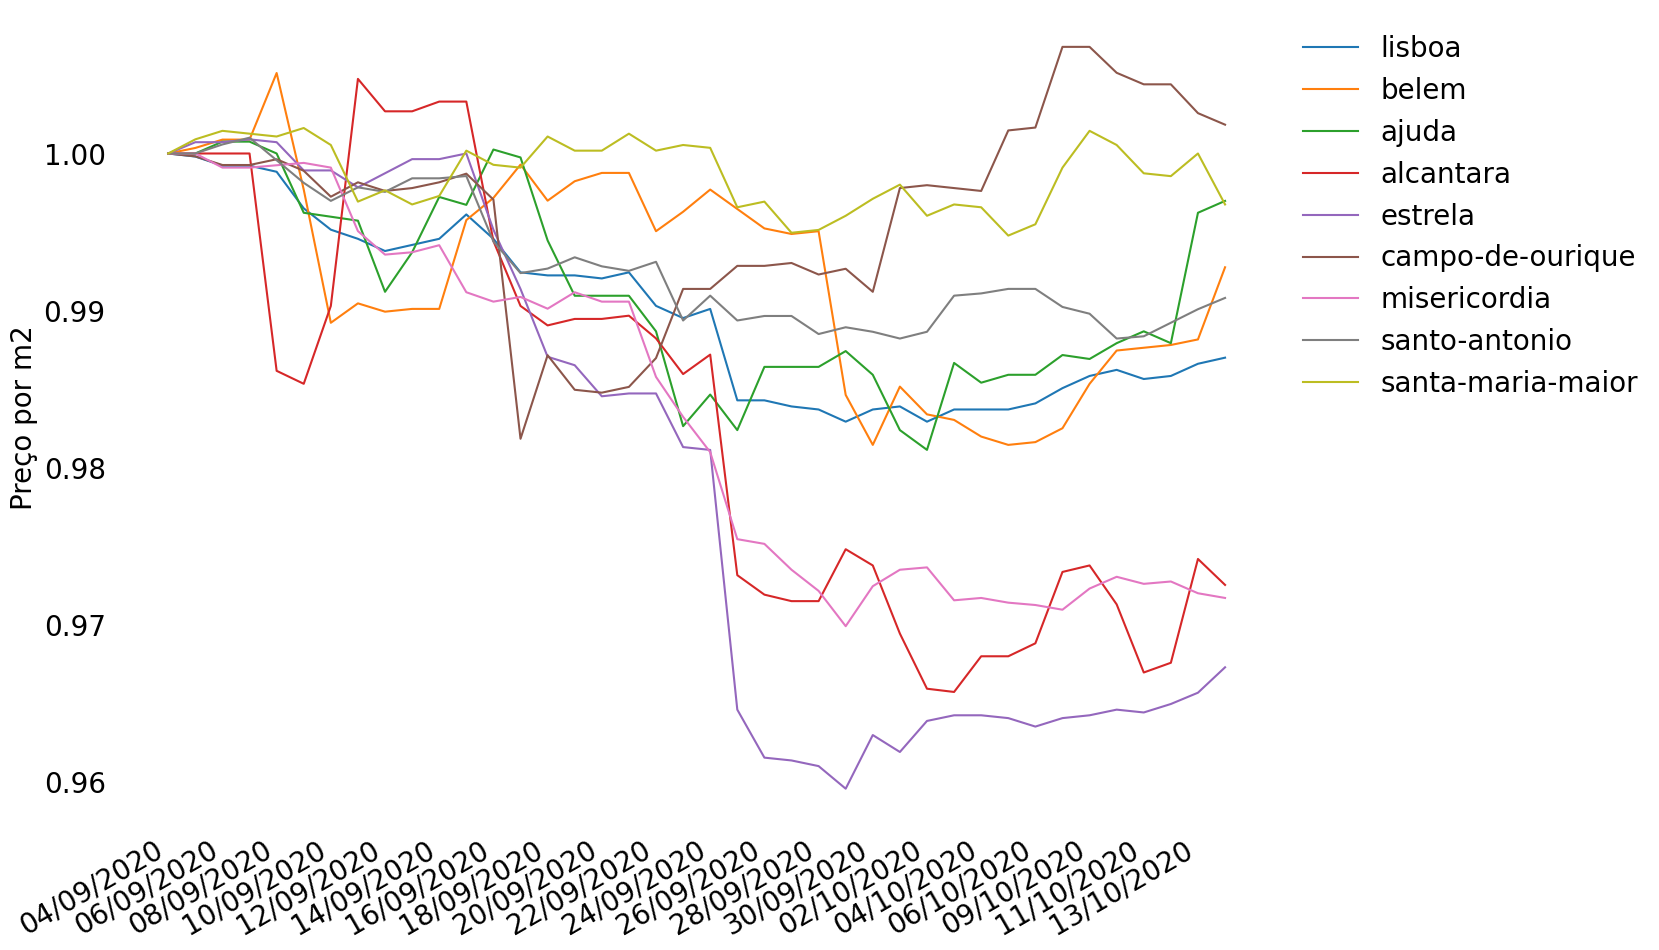 lisboa
belem
ajuda
alcantara
estrela
campo-de-ourique
misericordia
santo-antonio
santa-maria-maior
Preço por m2
1.00
0.99
0.98
0.97
0.96
04/09/2020
06/09/2020
08/09/2020
10/09/2020
12/09/2020
14/09/2020
16/09/2020
18/09/2020
20/09/2020
22/09/2020
24/09/2020
26/09/2020
28/09/2020
30/09/2020
02/10/2020
04/10/2020
06/10/2020
09/10/2020
11/10/2020
13/10/2020